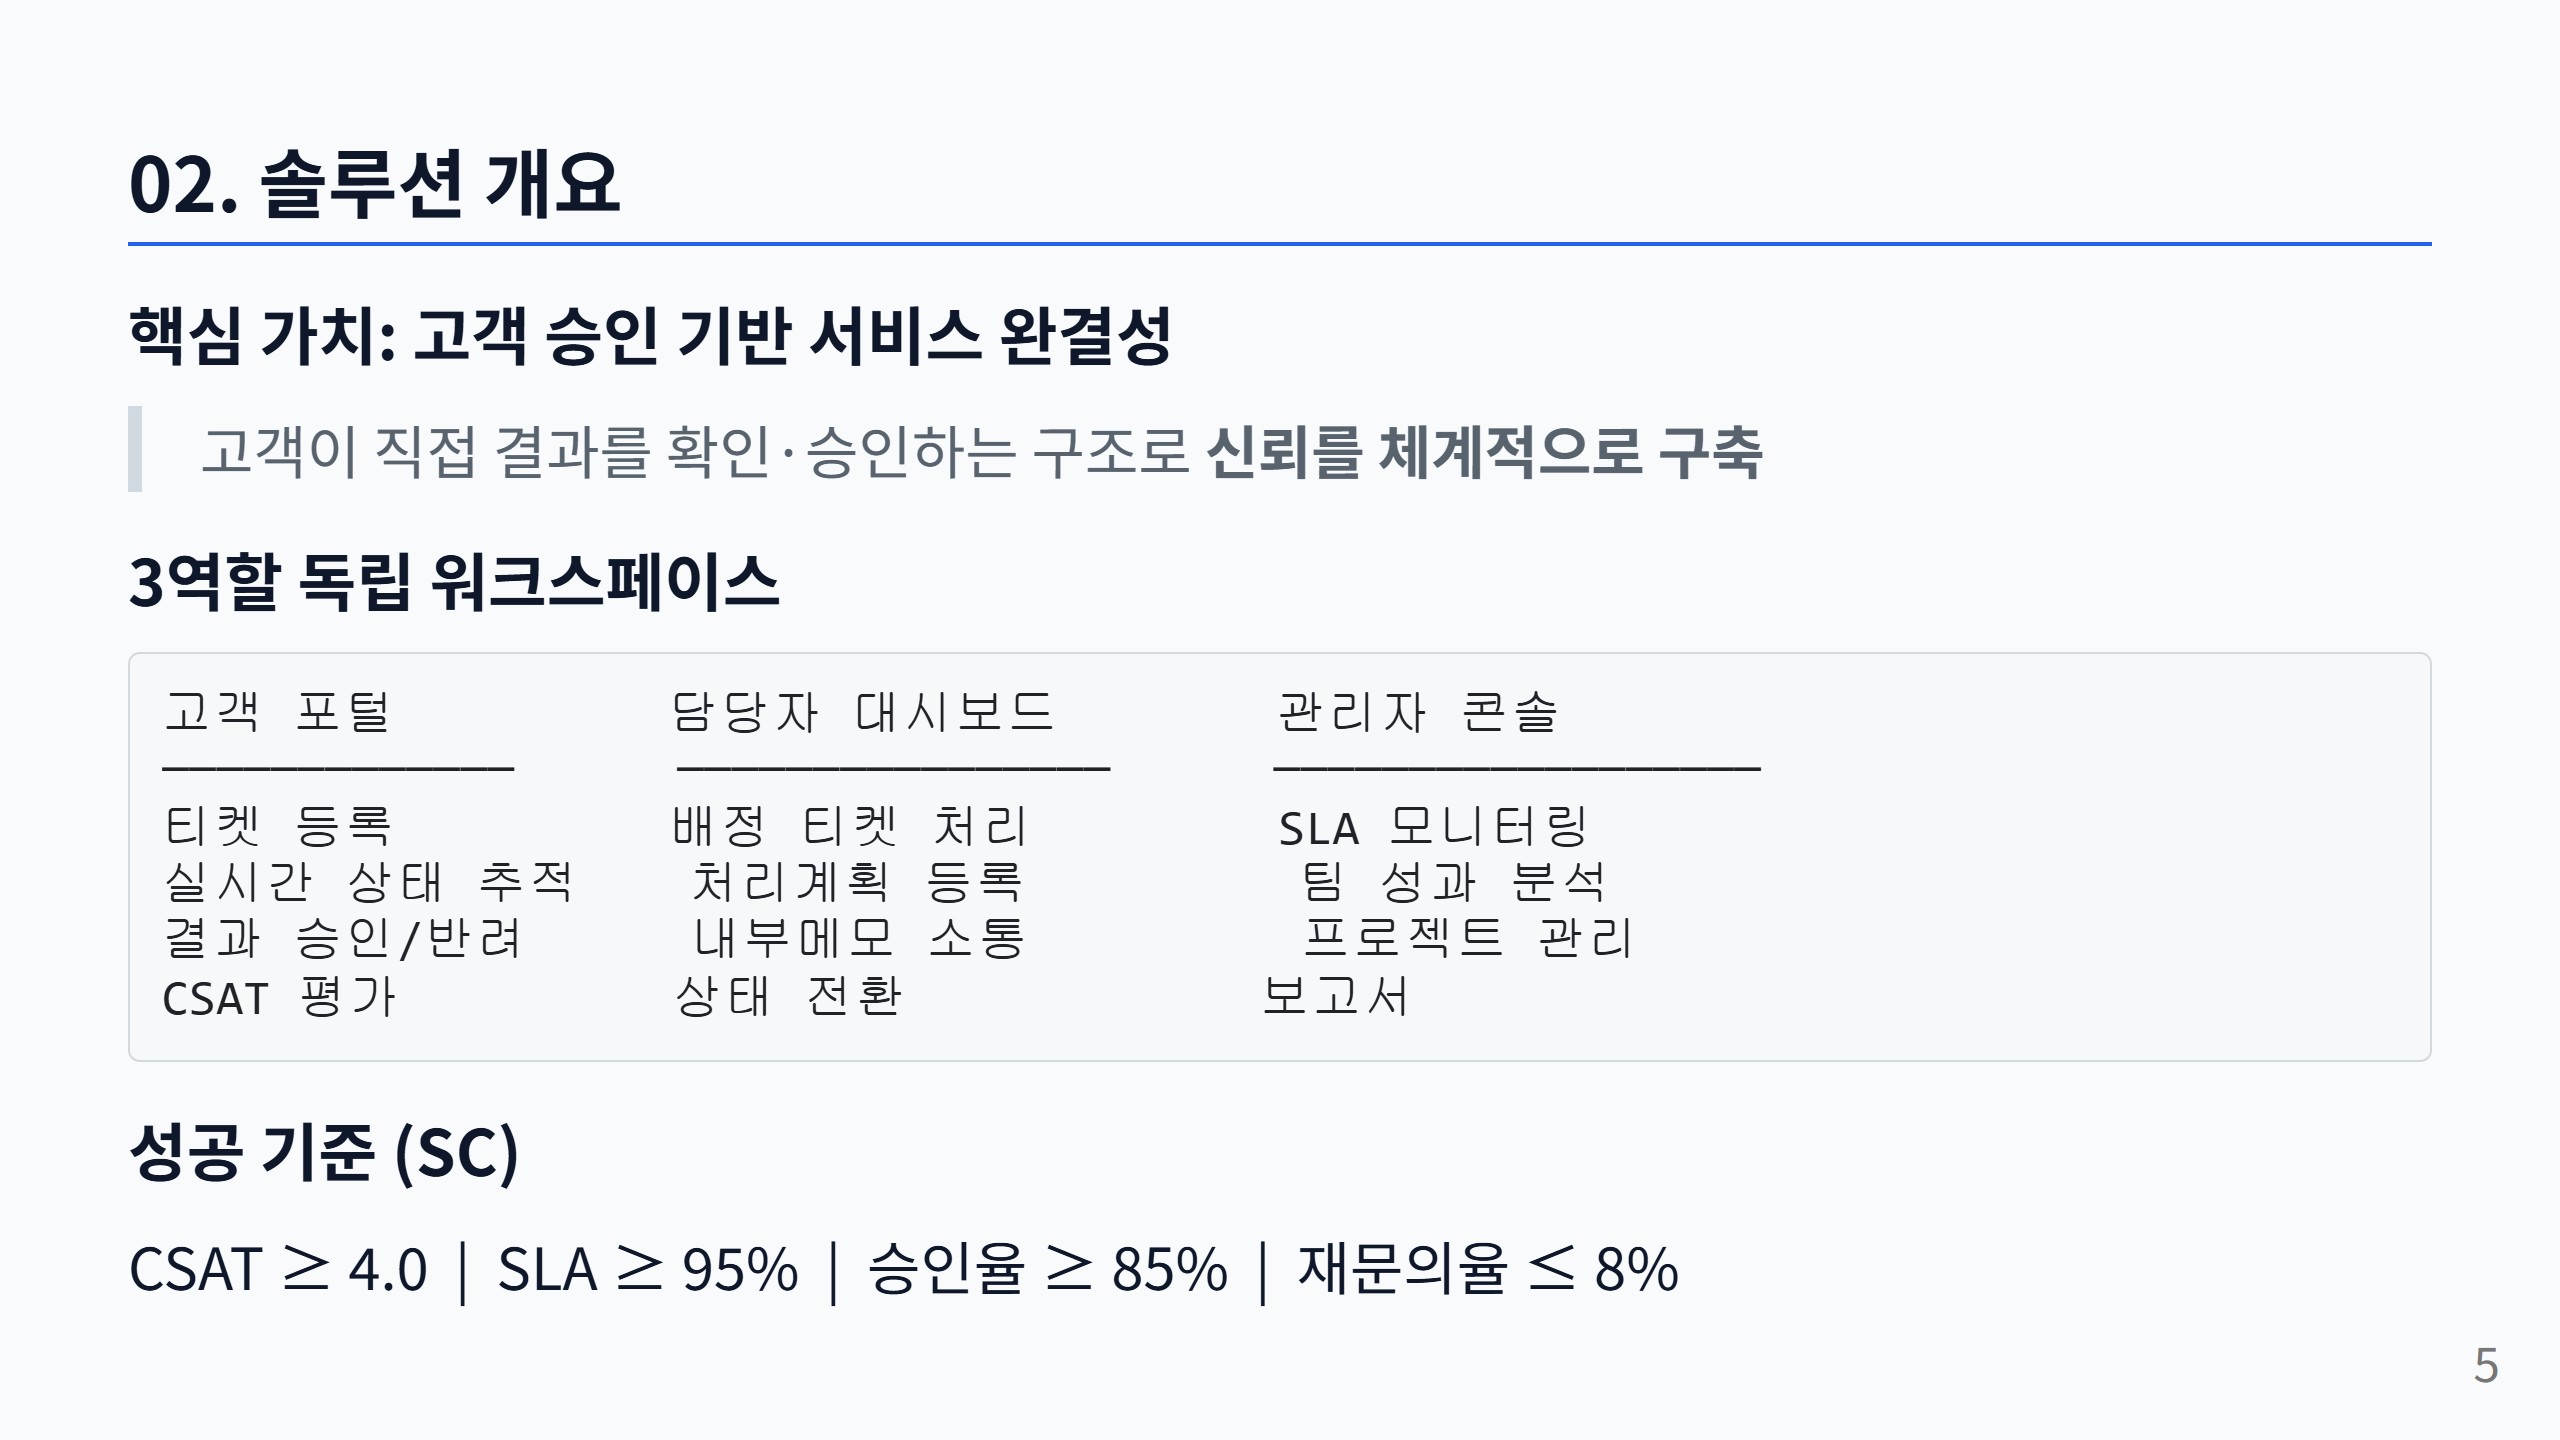 02. 솔루션 개요
핵심 가치: 고객 승인 기반 서비스 완결성
고객이 직접 결과를 확인·승인하는 구조로 신뢰를 체계적으로 구축
3역할 독립 워크스페이스
고객 포털 담당자 대시보드 관리자 콘솔
───────────── ──────────────── ──────────────────
티켓 등록 배정 티켓 처리 SLA 모니터링
실시간 상태 추적 처리계획 등록 팀 성과 분석
결과 승인/반려 내부메모 소통 프로젝트 관리
CSAT 평가 상태 전환 보고서
성공 기준 (SC)
CSAT ≥ 4.0 | SLA ≥ 95% | 승인율 ≥ 85% | 재문의율 ≤ 8%
5